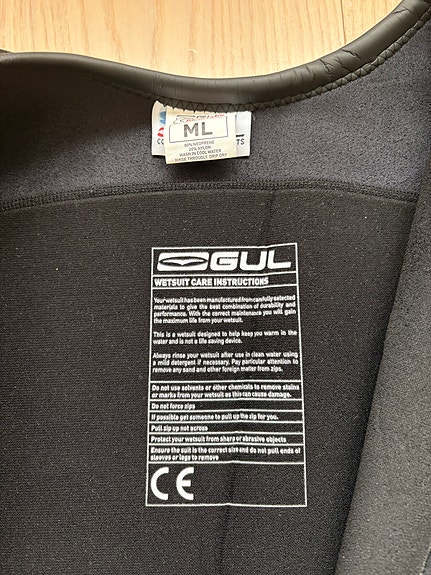 GUL
ML
80% NEOPRENE
20% NYLON
WASH IN COOL WATER
RINSE THROUGHLY, DRIP DRY
CO
TS
GUL
WETSUIT CARE INSTRUCTIONS
Your wetsuit has been manufactured from carefully selected
materials to give the best combination of durability and
performance. With the correct maintenance you will gain
the maximum life from your wetsuit.
This is a wetsuit designed to help keep you warm in the
water and is not a life saving device.
Always rinse your wetsuit after use in clean water using
a mild detergent if necessary. Pay particular attention to
remove any sand and other foreign matter from zips.
Do not use solvents or other chemicals to remove stains
or marks from your wetsuit as this can cause damage.
Do not force zips
If possible get someone to pull up the zip for you.
Pull zip up not across
Protect your wetsuit from sharp or abrasive objects
Ensure the suit is the correct size and do not pull ends of
sleeves or legs to remove
CE